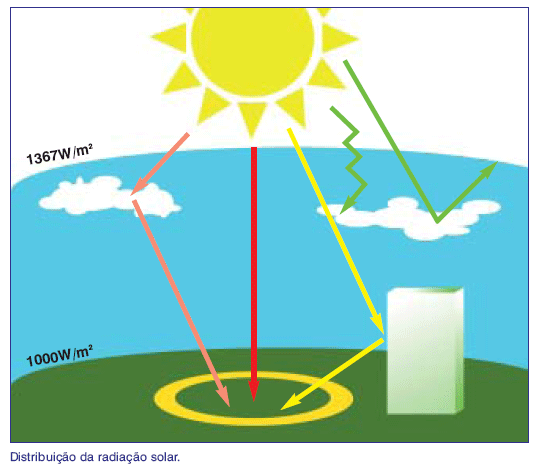 1367W/m²
1000W/m²
Distribuição da radiação solar.